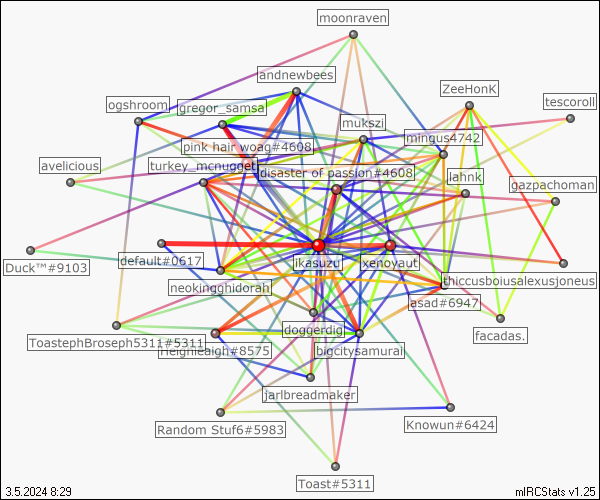 moonraven
andnewbees
ZeeHonK
tescoroll
ogshroom
gregor_samsa
mukszi
mingus4742
pink hair woag#4608
avelicious
turkey_mcnugget
disaster of passion#4608
lahnk
gazpachoman
Duck™#9103
default#0617
ikasuzu
xenoyaut
thiccusboiusalexusjoneus
neokingghidorah
asad#6947
doggerdig
facadas.
ToastephBroseph5311#5311
Heighleaigh#8575
bigcitysamurai
jarlbreadmaker
Random Stuf6#5983
Knowun#6424
Toast#5311
3.5.2024 8:29
mIRCStats v1.25